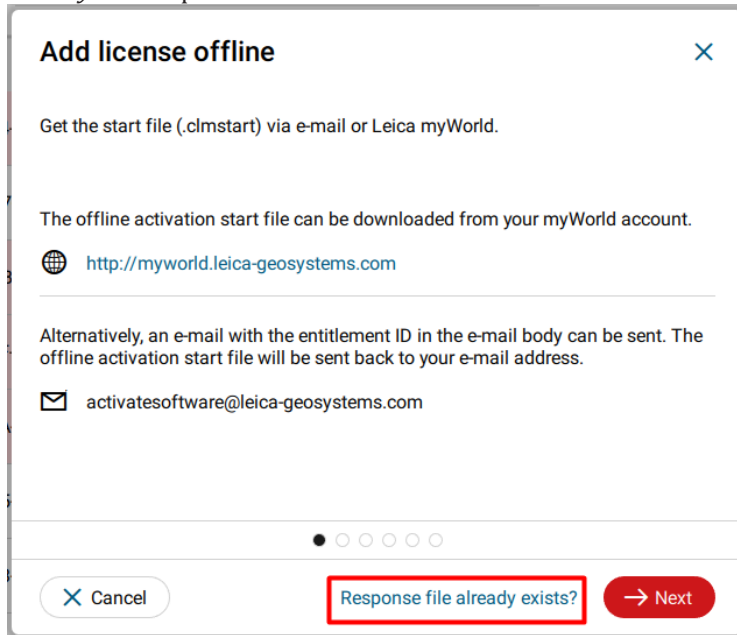 Add license offline
Get the start file (.clmstart) via e-mail or Leica myWorld.
The offline activation start file can be downloaded from your myWorld account.
http://myworld.leica-geosystems.com
Alternatively, an e-mail with the entitlement ID in the e-mail body can be sent. The
offline activation start file will be sent back to your e-mail address.
activatesoftware@leica-geosystems.com
Cancel
Response file already exists?
Next